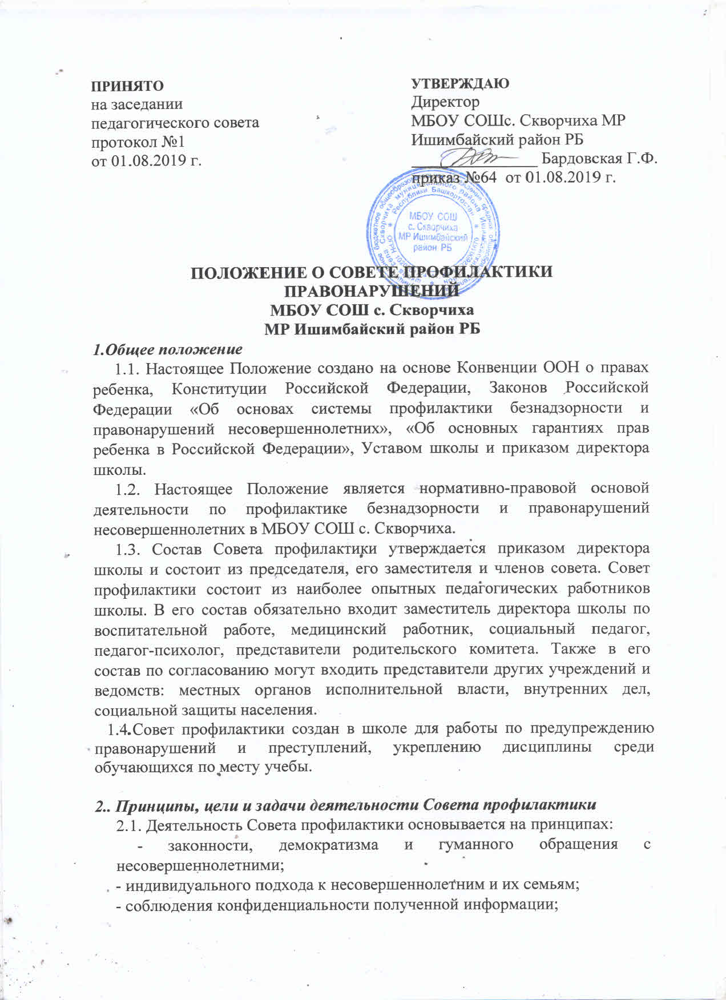 ПРИНЯТО
на заседании
педагогического совета
протокол №1
от 01.08.2019 г.
УТВЕРЖДАЮ
Директор
МБОУ СОШс. Скворчиха МР
Ишимбайский район РБ
Бардовская Г.Ф.
приказ №64 от 01.08.2019 г.
Республики Башкортостан
МБОУ СОШ
с. Скворчиха
МР Ишимбайский
район РБ
ПОЛОЖЕНИЕ О СОВЕТЕ ПРОФИЛАКТИКИ
ПРАВОНАРУШЕНИЙ
МБОУ СОШ с. Скворчиха
МР Ишимбайский район РБ
1.Общее положение
1.1. Настоящее Положение создано на основе Конвенции ООН о правах
ребенка, Конституции Российской Федерации, Законов Российской
Федерации «Об основах системы профилактики безнадзорности и
правонарушений несовершеннолетних», «Об основных гарантиях прав
ребенка в Российской Федерации», Уставом школы и приказом директора
школы.
1.2. Настоящее Положение является нормативно-правовой основой
деятельности по профилактике безнадзорности и правонарушений
несовершеннолетних в МБОУ СОШ с. Скворчиха.
1.3. Состав Совета профилактики утверждается приказом директора
школы и состоит из председателя, его заместителя и членов совета. Совет
профилактики состоит из наиболее опытных педагогических работников
школы. В его состав обязательно входит заместитель директора школы по
воспитательной работе, медицинский работник, социальный педагог,
педагог-психолог, представители родительского комитета. Также в его
состав по согласованию могут входить представители других учреждений и
ведомств: местных органов исполнительной власти, внутренних дел,
социальной защиты населения.
1.4.Совет профилактики создан в школе для работы по предупреждению
правонарушений и преступлений, укреплению дисциплины среди
обучающихся по месту учебы.
2.. Принципы, цели и задачи деятельности Совета профилактики
2.1. Деятельность Совета профилактики основывается на принципах:
- законности, демократизма и гуманного обращения с
несовершеннолетними;
- индивидуального подхода к несовершеннолетним и их семьям;
- соблюдения конфиденциальности полученной информации;